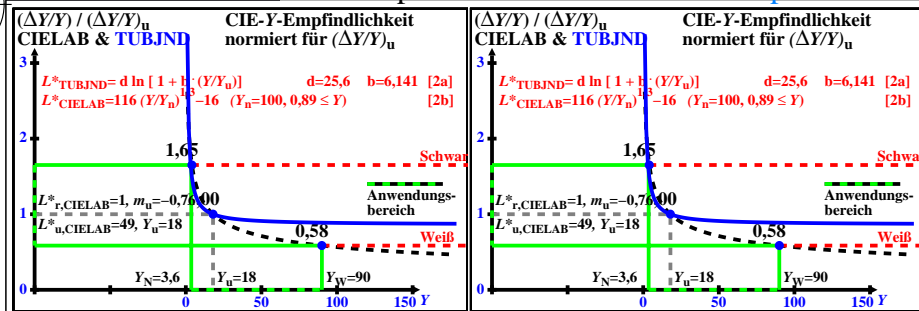 (ΔY/Y) / (ΔY/Y)u
CIE-Y-Empfindlichkeit
CIELAB & TUBJND
normiert für (ΔY/Y)u
3
L*TUBJND= d ln [ 1 + b (Y/Yu)] d=25,6 b=6,141 [2a]
L*CIELAB=116 (Y/Yn)1/3−16 (Yn=100, 0,89 ≤ Y) [2b]
2
1,65
Schwar
L*r,CIELAB=1, mu=−0,76
00
Anwendungs-
bereich
1
L*u,CIELAB=49, Yu=18
0,58
Weiß
YN=3,6
Yu=18
YW=90
0
0
50
100
150
Y
(ΔY/Y) / (ΔY/Y)u
CIE-Y-Empfindlichkeit
CIELAB & TUBJND
normiert für (ΔY/Y)u
3
L*TUBJND= d ln [ 1 + b (Y/Yu)] d=25,6 b=6,141 [2a]
L*CIELAB=116 (Y/Yn)1/3−16 (Yn=100, 0,89 ≤ Y) [2b]
2
1,65
Schwar
L*r,CIELAB=1, mu=−0,76
00
Anwendungs-
bereich
1
L*u,CIELAB=49, Yu=18
0,58
Weiß
YN=3,6
Yu=18
YW=90
0
0
50
100
150
Y